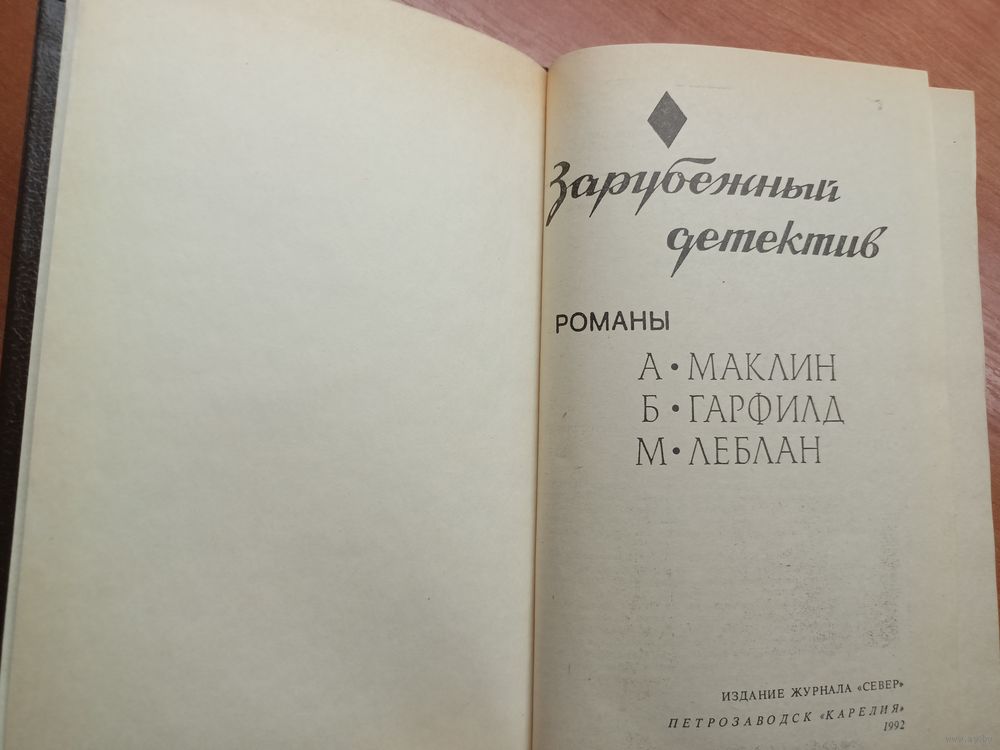 Зарубежный
детектив
РОМАНЫ
А • МАКЛИН
Б • ГАРФИЛД
М • ЛЕБЛАН
ИЗДАНИЕ ЖУРНАЛА «СЕВЕР»
ПЕТРОЗАВОДСК «КАРЕЛИЯ»
1992